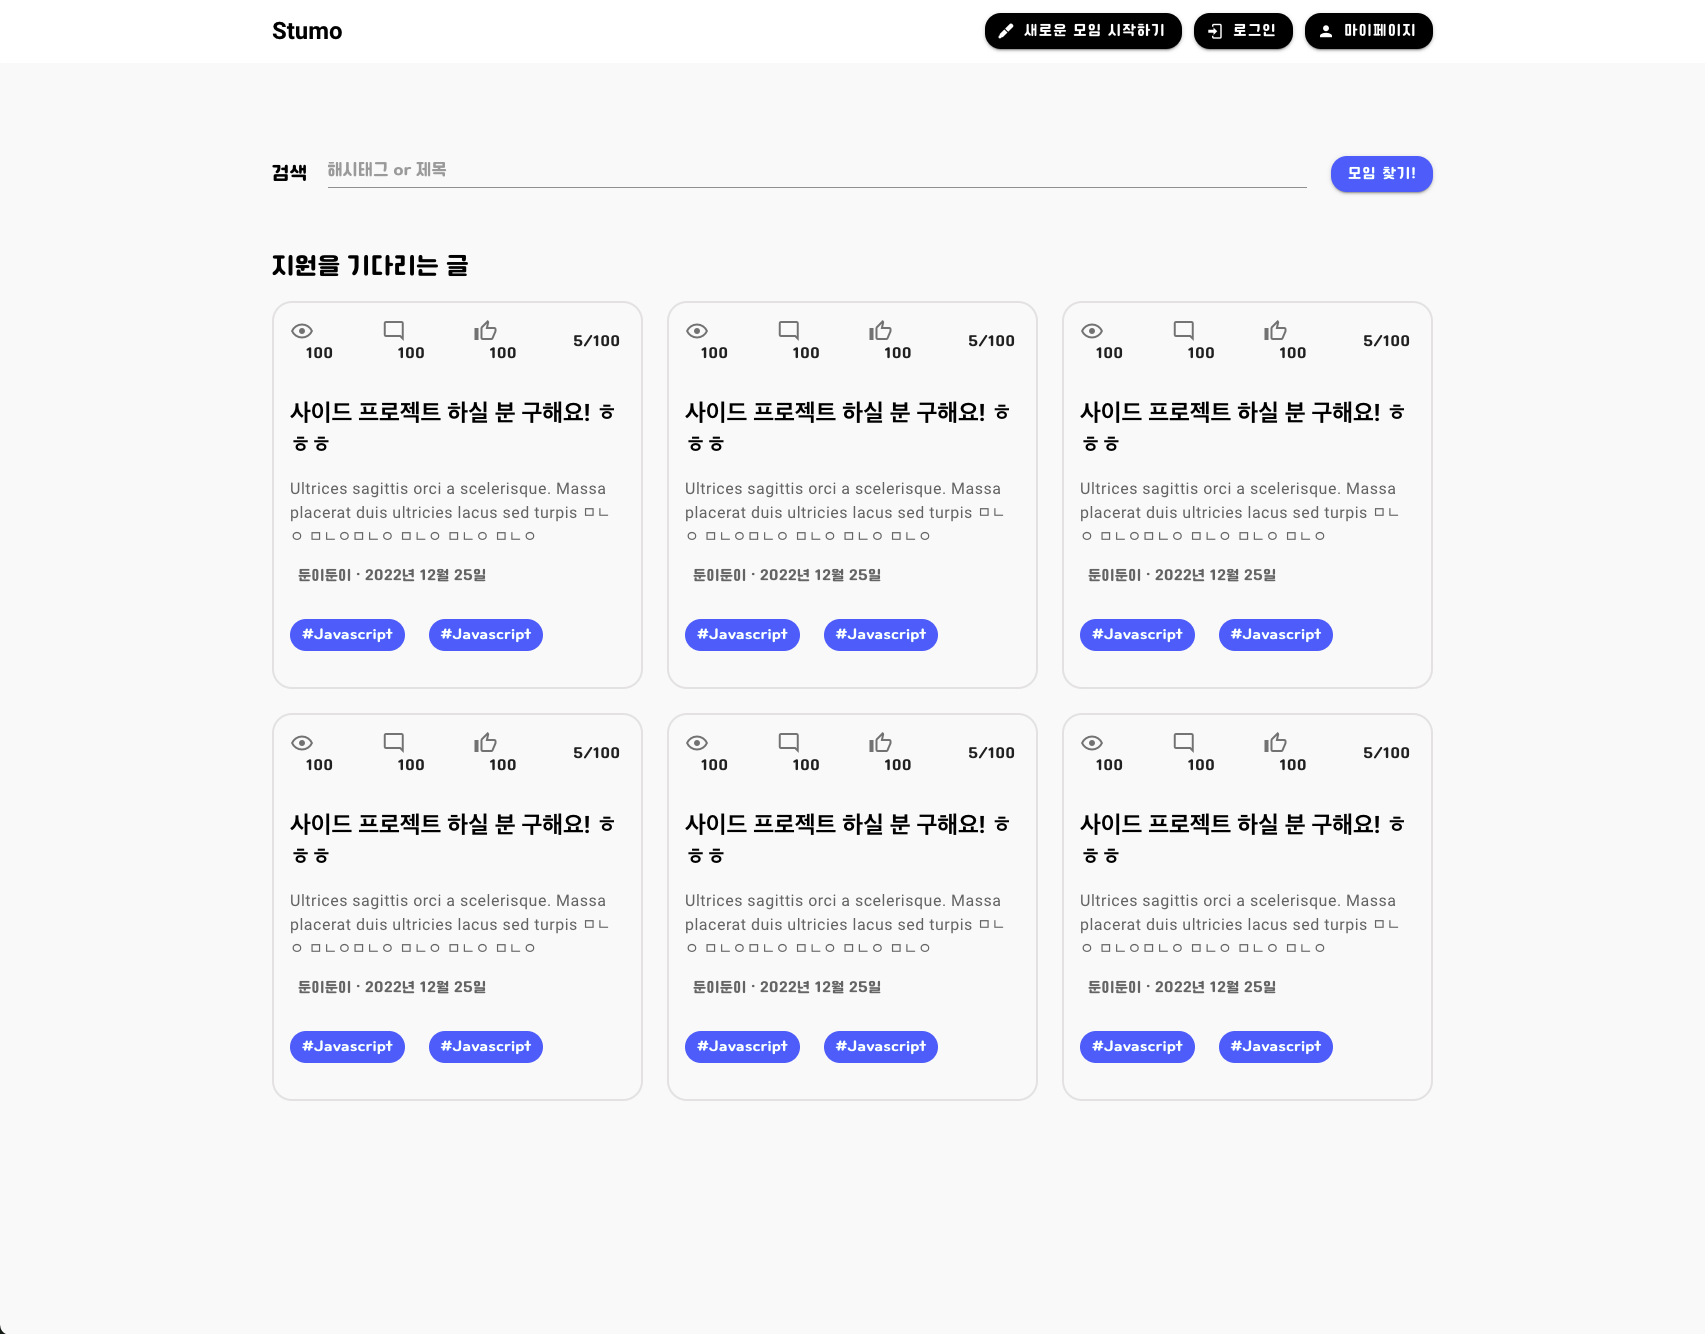 Stumo
새로운 모임 시작하기
로그인
마이페이지
검색
해시태그 or 제목
모임 찾기!
지원을 기다리는 글
100 100 100 5/100
사이드 프로젝트 하실 분 구해요! ㅎ
ㅎㅎ
Ultrices sagittis orci a scelerisque. Massa
placerat duis ultricies lacus sed turpis ㅁㄴ
ㅇ ㅁㄴㅇㅁㄴㅇ ㅁㄴㅇ ㅁㄴㅇ ㅁㄴㅇ
둔이둔이 · 2022년 12월 25일
#Javascript #Javascript
100 100 100 5/100
사이드 프로젝트 하실 분 구해요! ㅎ
ㅎㅎ
Ultrices sagittis orci a scelerisque. Massa
placerat duis ultricies lacus sed turpis ㅁㄴ
ㅇ ㅁㄴㅇㅁㄴㅇ ㅁㄴㅇ ㅁㄴㅇ ㅁㄴㅇ
둔이둔이 · 2022년 12월 25일
#Javascript #Javascript
100 100 100 5/100
사이드 프로젝트 하실 분 구해요! ㅎ
ㅎㅎ
Ultrices sagittis orci a scelerisque. Massa
placerat duis ultricies lacus sed turpis ㅁㄴ
ㅇ ㅁㄴㅇㅁㄴㅇ ㅁㄴㅇ ㅁㄴㅇ ㅁㄴㅇ
둔이둔이 · 2022년 12월 25일
#Javascript #Javascript
100 100 100 5/100
사이드 프로젝트 하실 분 구해요! ㅎ
ㅎㅎ
Ultrices sagittis orci a scelerisque. Massa
placerat duis ultricies lacus sed turpis ㅁㄴ
ㅇ ㅁㄴㅇㅁㄴㅇ ㅁㄴㅇ ㅁㄴㅇ ㅁㄴㅇ
둔이둔이 · 2022년 12월 25일
#Javascript #Javascript
100 100 100 5/100
사이드 프로젝트 하실 분 구해요! ㅎ
ㅎㅎ
Ultrices sagittis orci a scelerisque. Massa
placerat duis ultricies lacus sed turpis ㅁㄴ
ㅇ ㅁㄴㅇㅁㄴㅇ ㅁㄴㅇ ㅁㄴㅇ ㅁㄴㅇ
둔이둔이 · 2022년 12월 25일
#Javascript #Javascript
100 100 100 5/100
사이드 프로젝트 하실 분 구해요! ㅎ
ㅎㅎ
Ultrices sagittis orci a scelerisque. Massa
placerat duis ultricies lacus sed turpis ㅁㄴ
ㅇ ㅁㄴㅇㅁㄴㅇ ㅁㄴㅇ ㅁㄴㅇ ㅁㄴㅇ
둔이둔이 · 2022년 12월 25일
#Javascript #Javascript